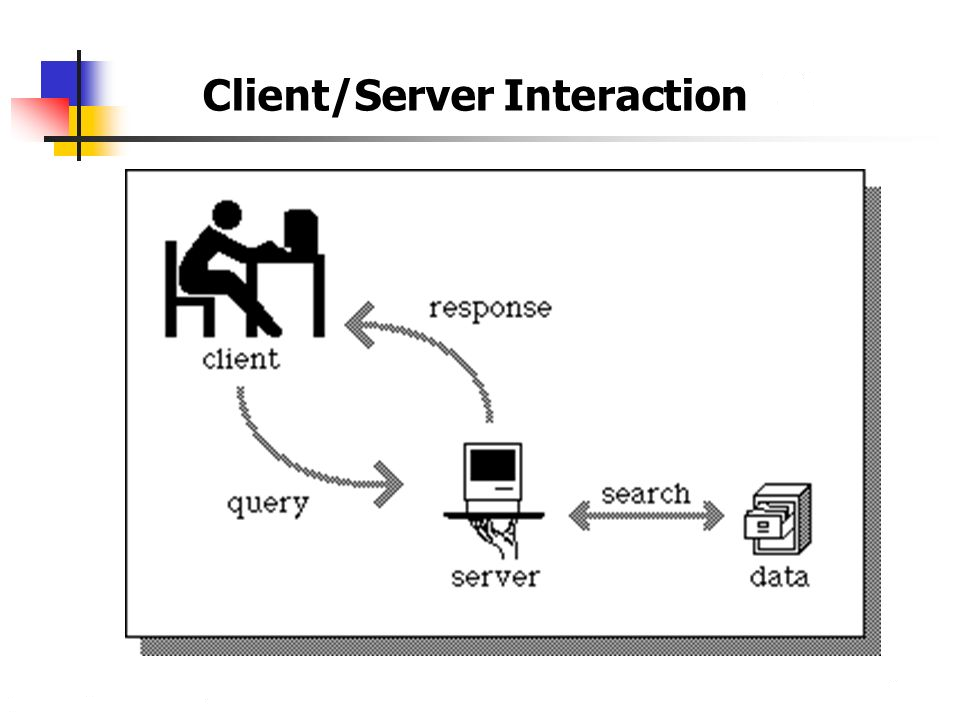 Client/Server Interaction
response
client
query
search
server
data